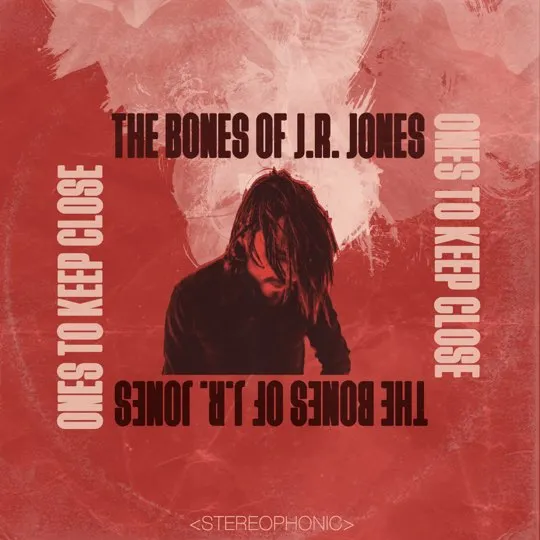 THE BONES OF J.R. JONES
ONES TO KEEP CLOSE
ONES TO KEEP CLOSE
THE BONES OF J.R. JONES
<STEREOPHONIC>